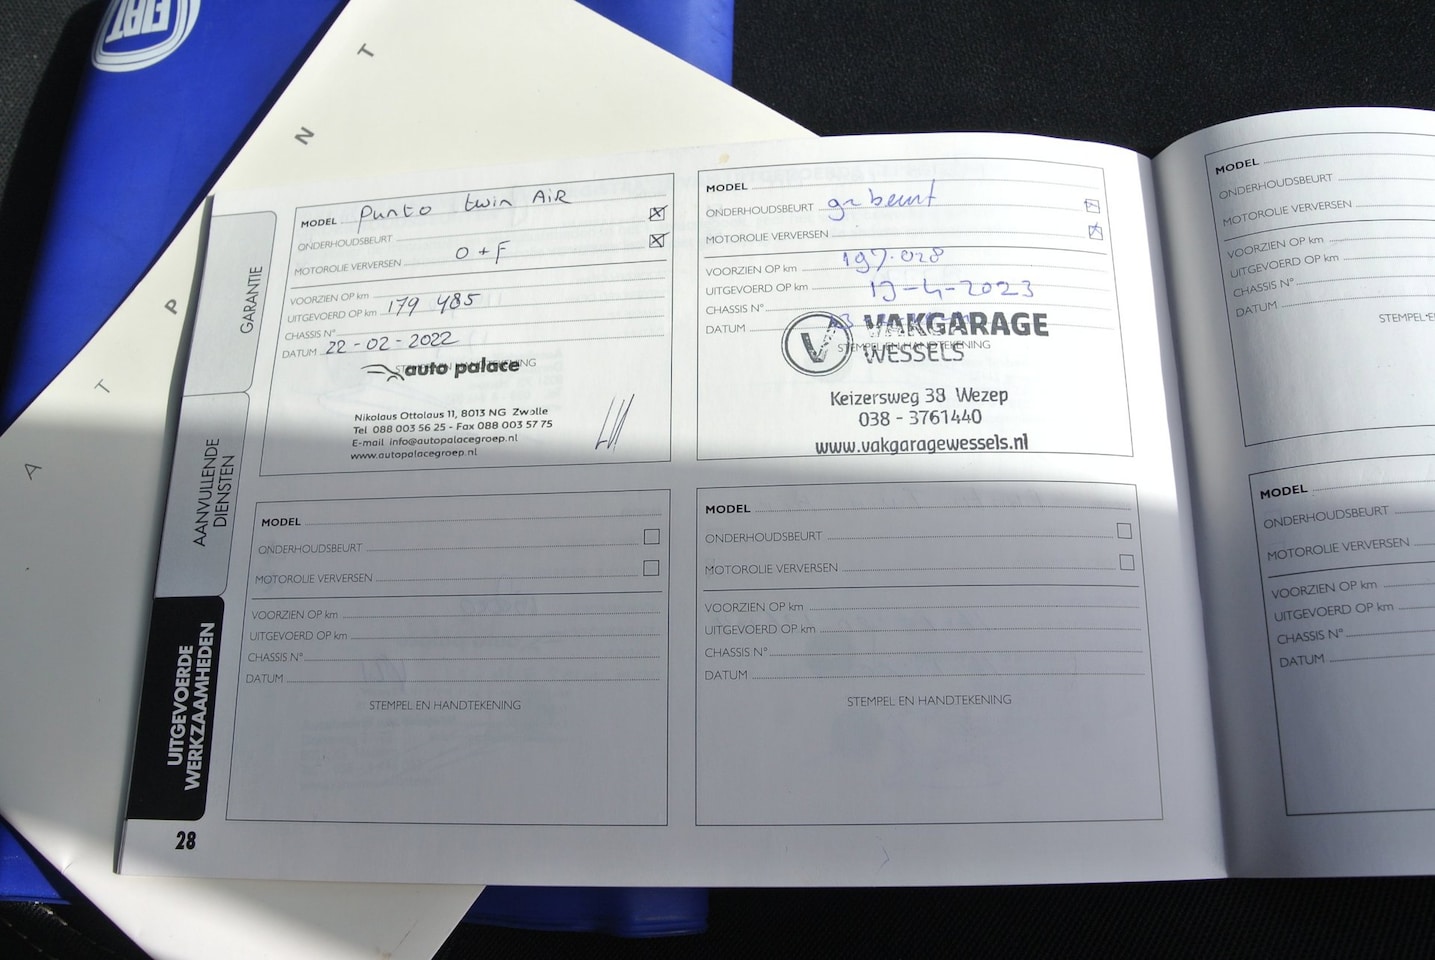 FIAT
A T P N T
GARANTIE
AANVULLENDE
DIENSTEN
UITGEVOERDE
WERKZAAMHEDEN
28
MODEL Punto twin AiR
ONDERHOUDSBEURT
MOTOROLIE VERVERSEN O + F
VOORZIEN OP km
UITGEVOERD OP km 179 485
CHASSIS N°
DATUM 22-02-2022
STEMPEL EN HANDTEKENING
auto palace
Nikolaus Ottolaus 11, 8013 NG Zwolle
Tel 088 003 56 25 - Fax 088 003 57 75
E-mail info@autopalacegroep.nl
www.autopalacegroep.nl
MODEL
ONDERHOUDSBEURT gr beurt
MOTOROLIE VERVERSEN
VOORZIEN OP km 197.028
UITGEVOERD OP km 19-4-2023
CHASSIS N°
DATUM
STEMPEL EN HANDTEKENING
V VAKGARAGE
WESSELS
Keizersweg 38 Wezep
038 - 3761440
www.vakgaragewessels.nl
MODEL
ONDERHOUDSBEURT
MOTOROLIE VERVERSEN
VOORZIEN OP km
UITGEVOERD OP km
CHASSIS N°
DATUM
STEMPEL EN HANDTEKENING
MODEL
ONDERHOUDSBEURT
MOTOROLIE VERVERSEN
VOORZIEN OP km
UITGEVOERD OP km
CHASSIS N°
DATUM
STEMPEL EN HANDTEKENING
MODEL
ONDERHOUDSBEURT
MOTOROLIE VERVERSEN
VOORZIEN OP km
UITGEVOERD OP km
CHASSIS N°
DATUM
MODEL
ONDERHOUDSBEURT
MOTOROLIE VERVERSEN
VOORZIEN OP km
UITGEVOERD OP km
CHASSIS N°
DATUM